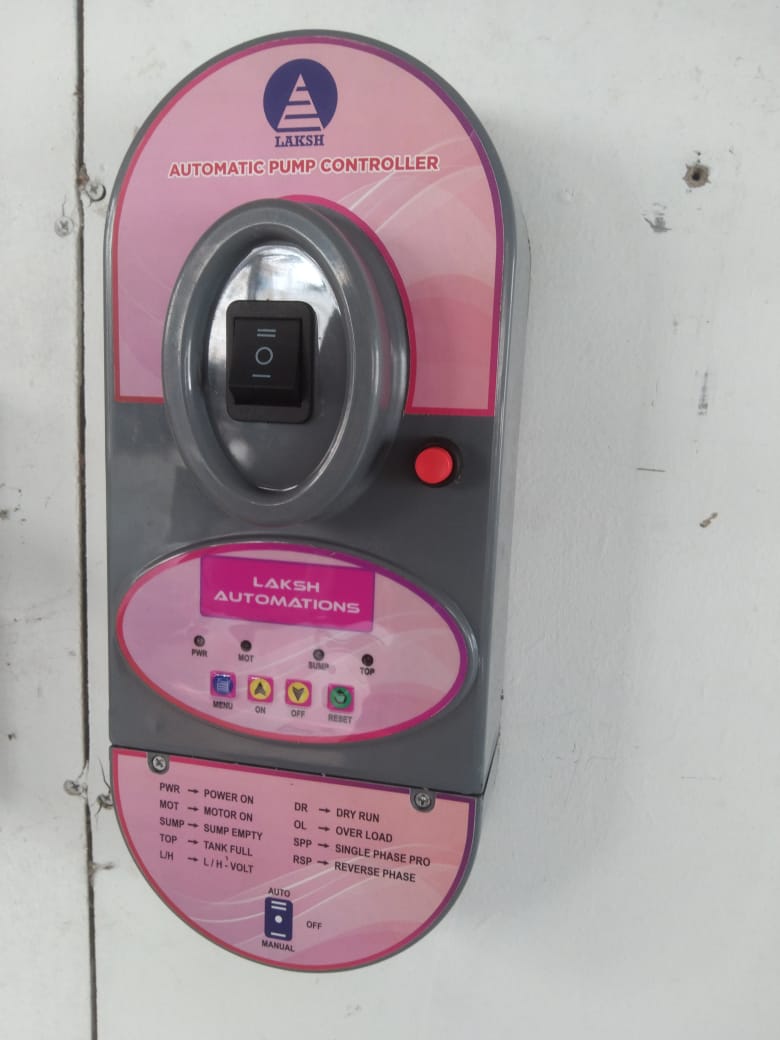 LAKSH
AUTOMATIC PUMP CONTROLLER
LAKSH
AUTOMATIONS
PWR
MOT
SUMP
TOP
MENU
ON
OFF
RESET
PWR → POWER ON
MOT → MOTOR ON
SUMP → SUMP EMPTY
TOP → TANK FULL
L/H → L / H - VOLT
DR → DRY RUN
OL → OVER LOAD
SPP → SINGLE PHASE PRO
RSP → REVERSE PHASE
AUTO
OFF
MANUAL